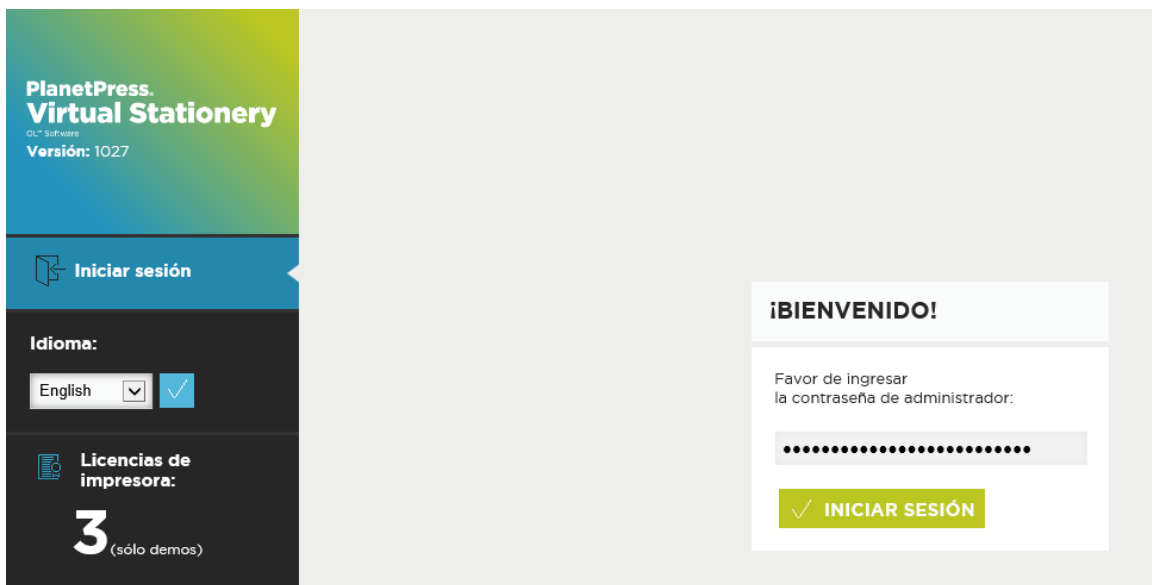 PlanetPress.
Virtual Stationery
OL™ Software
Versión: 1027
Iniciar sesión
Idioma:
English
Licencias de
impresora:
3 (sólo demos)
¡BIENVENIDO!
Favor de ingresar
la contraseña de administrador:
INICIAR SESIÓN